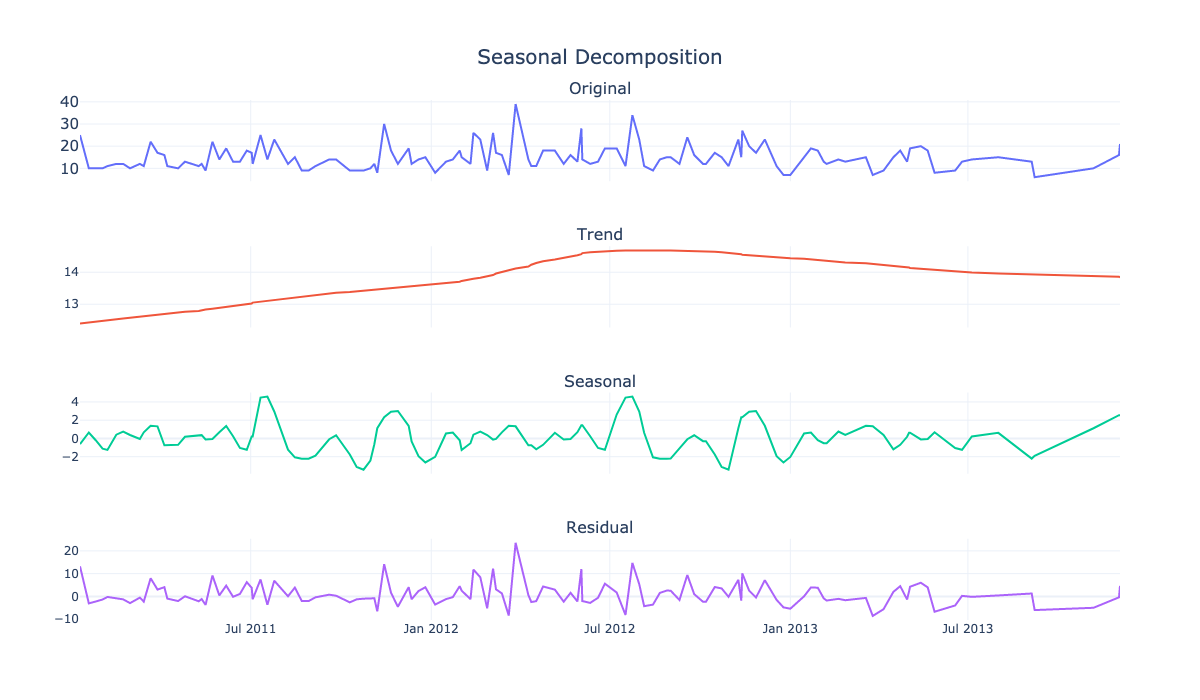 Seasonal Decomposition
Original
40
30
20
10
Trend
14
13
Seasonal
4
2
0
−2
Residual
20
10
0
−10
Jul 2011 Jan 2012 Jul 2012 Jan 2013 Jul 2013